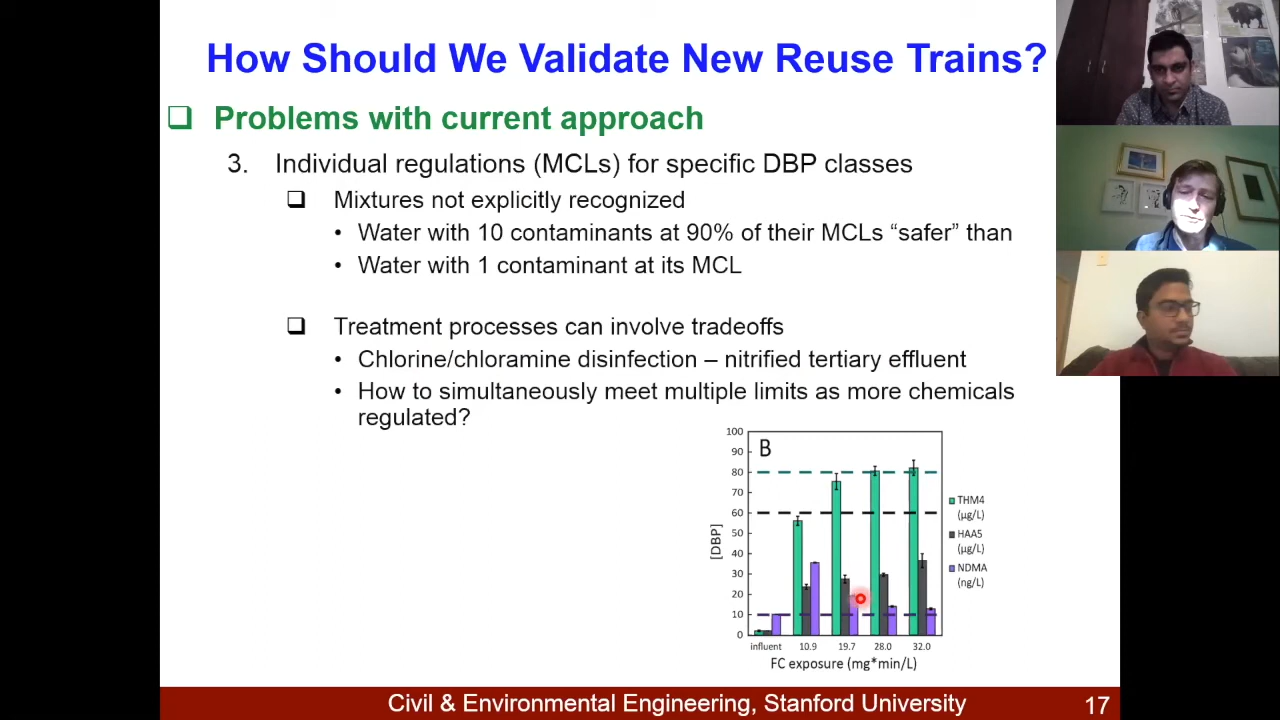 How Should We Validate New Reuse Trains?
Problems with current approach
3. Individual regulations (MCLs) for specific DBP classes
Mixtures not explicitly recognized
• Water with 10 contaminants at 90% of their MCLs “safer” than
• Water with 1 contaminant at its MCL
Treatment processes can involve tradeoffs
• Chlorine/chloramine disinfection – nitrified tertiary effluent
• How to simultaneously meet multiple limits as more chemicals
regulated?
B
100
90
80
70
60
50
40
30
20
10
0
[DBP]
influent 10.9 19.7 28.0 32.0
FC exposure (mg*min/L)
THM4
(µg/L)
HAA5
(µg/L)
NDMA
(ng/L)
Civil & Environmental Engineering, Stanford University 17